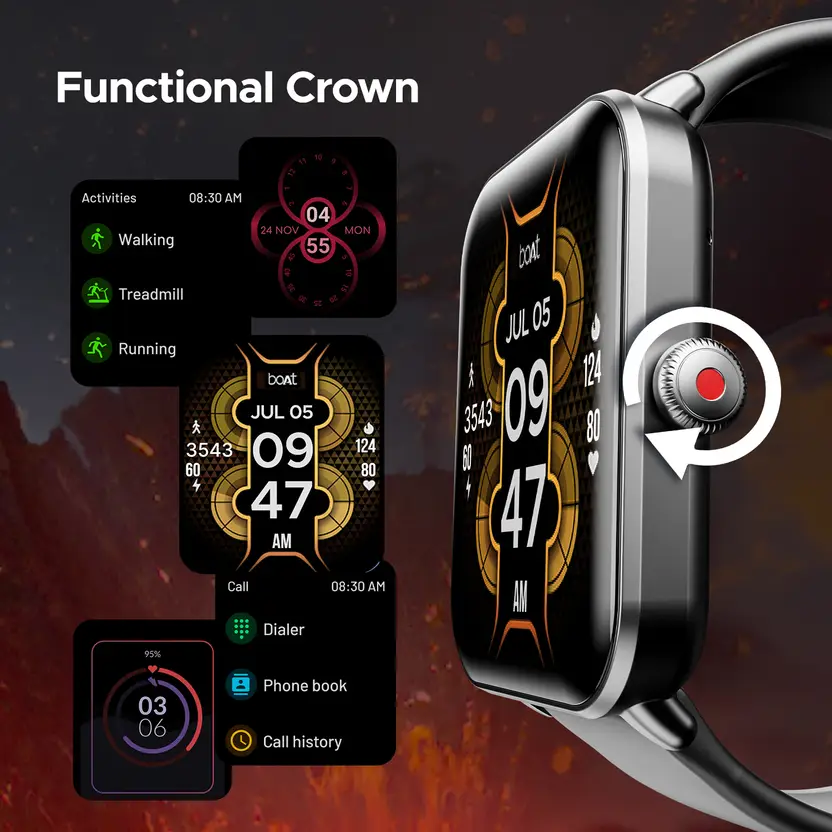 Functional Crown
Activities 08:30 AM
Walking
Treadmill
Running
04
24 NOV MON
55
boAt
JUL 05
09
47
AM
3543
60
124
80
Call 08:30 AM
Dialer
Phone book
Call history
95%
03
06
boAt
JUL 05
09
47
AM
3543
60
124
80